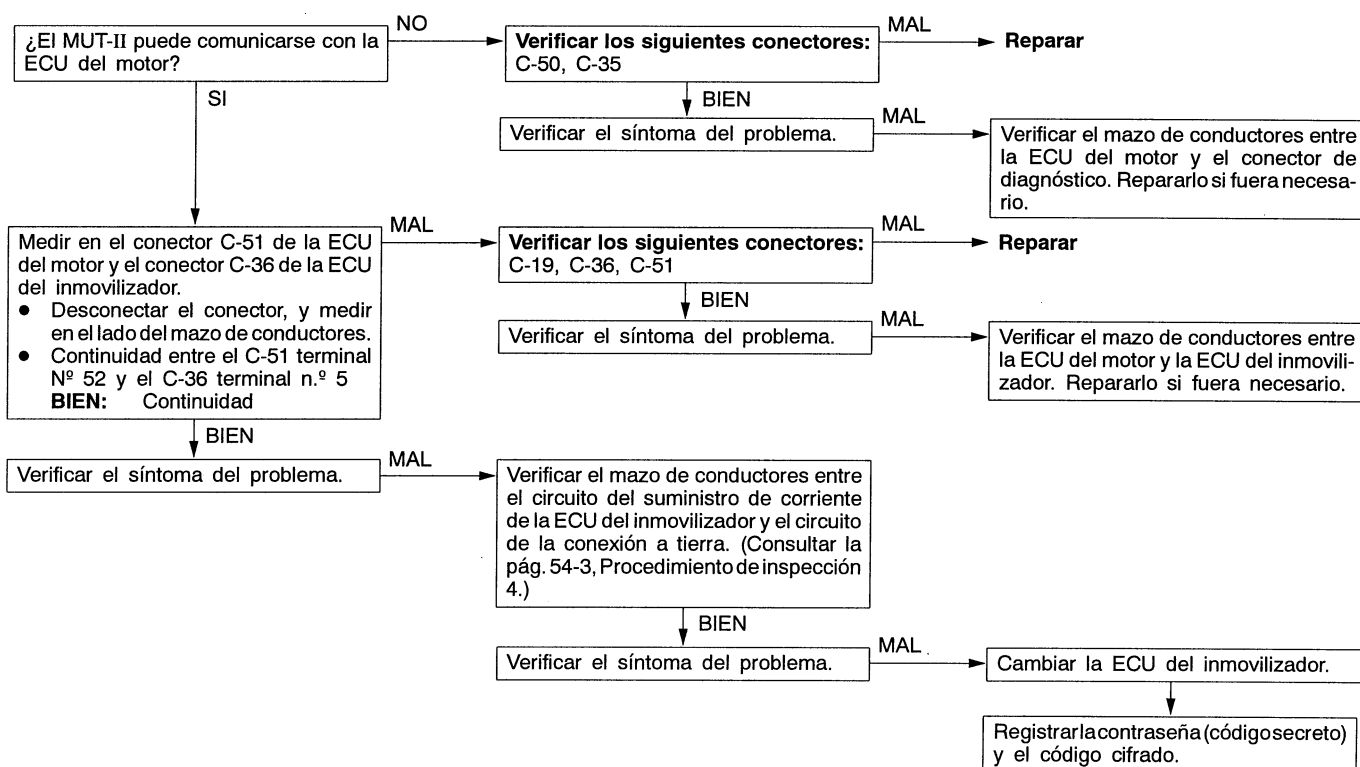 ¿El MUT-II puede comunicarse con la
ECU del motor?
NO
Verificar los siguientes conectores:
C-50, C-35
MAL
Reparar
SI
BIEN
Verificar el síntoma del problema.
MAL
Verificar el mazo de conductores entre
la ECU del motor y el conector de
diagnóstico. Repararlo si fuera necesa-
rio.
Medir en el conector C-51 de la ECU
del motor y el conector C-36 de la ECU
del inmovilizador.
● Desconectar el conector, y medir
en el lado del mazo de conductores.
● Continuidad entre el C-51 terminal
Nº 52 y el C-36 terminal n.º 5
BIEN: Continuidad
MAL
Verificar los siguientes conectores:
C-19, C-36, C-51
MAL
Reparar
BIEN
Verificar el síntoma del problema.
MAL
Verificar el mazo de conductores entre
la ECU del motor y la ECU del inmovili-
zador. Repararlo si fuera necesario.
BIEN
Verificar el síntoma del problema.
MAL
Verificar el mazo de conductores entre
el circuito del suministro de corriente
de la ECU del inmovilizador y el circuito
de la conexión a tierra. (Consultar la
pág. 54-3, Procedimiento de inspección
4.)
BIEN
Verificar el síntoma del problema.
MAL
Cambiar la ECU del inmovilizador.
Registrar la contraseña (código secreto)
y el código cifrado.